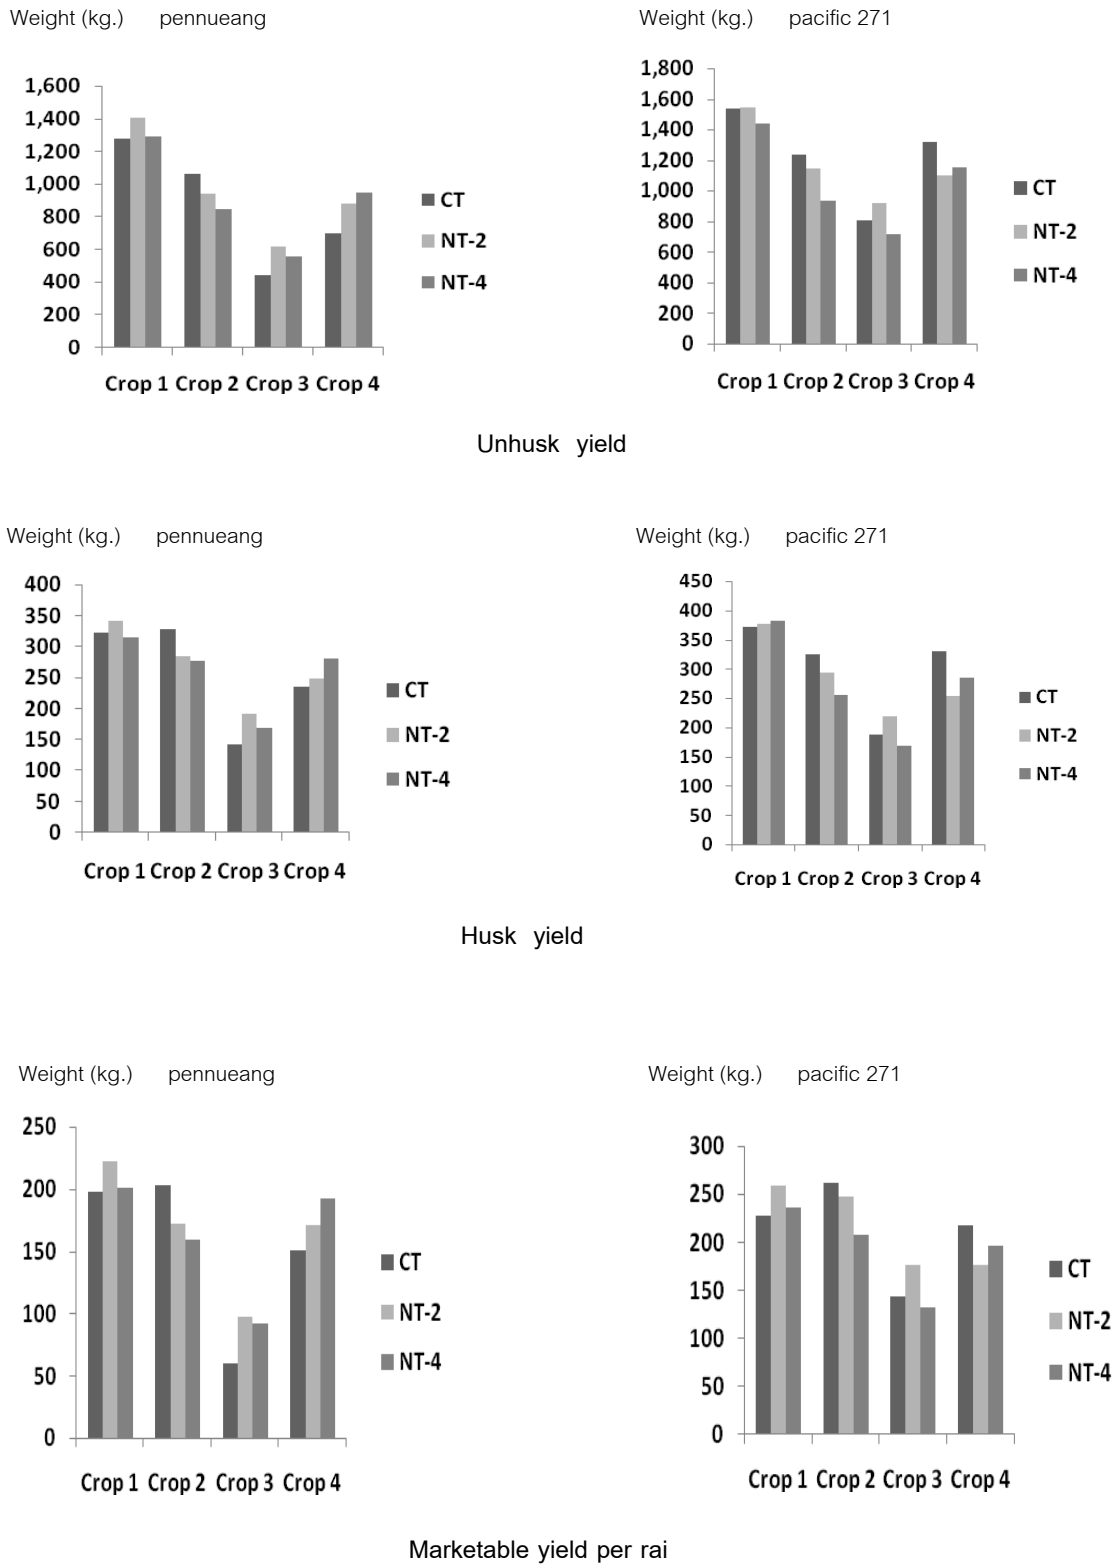 Weight (kg.) pennueang
1,600
1,400
1,200
1,000
800
600
400
200
0
Crop 1 Crop 2 Crop 3 Crop 4
CT
NT-2
NT-4
Weight (kg.) pacific 271
1,800
1,600
1,400
1,200
1,000
800
600
400
200
0
Crop 1 Crop 2 Crop 3 Crop 4
CT
NT-2
NT-4
Unhusk yield
Weight (kg.) pennueang
400
350
300
250
200
150
100
50
0
Crop 1 Crop 2 Crop 3 Crop 4
CT
NT-2
NT-4
Weight (kg.) pacific 271
450
400
350
300
250
200
150
100
50
0
Crop 1 Crop 2 Crop 3 Crop 4
CT
NT-2
NT-4
Husk yield
Weight (kg.) pennueang
250
200
150
100
50
0
Crop 1 Crop 2 Crop 3 Crop 4
CT
NT-2
NT-4
Weight (kg.) pacific 271
300
250
200
150
100
50
0
Crop 1 Crop 2 Crop 3 Crop 4
CT
NT-2
NT-4
Marketable yield per rai